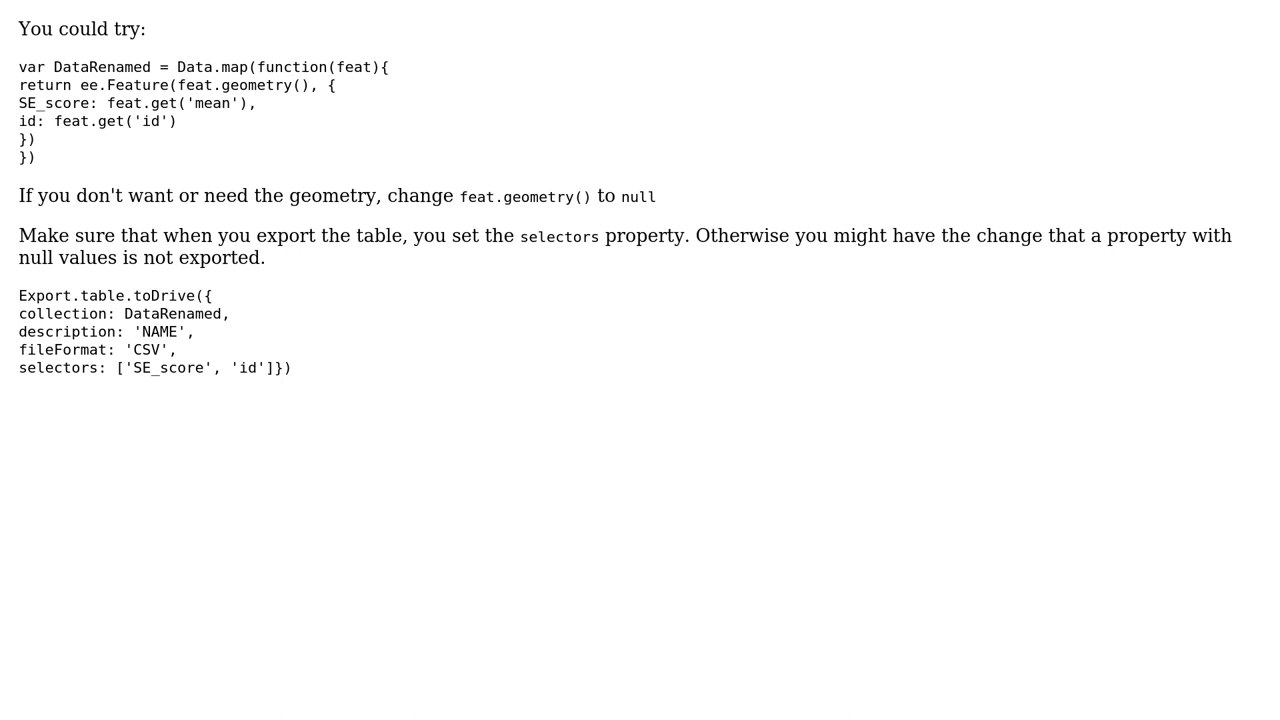 You could try:
var DataRenamed = Data.map(function(feat){
return ee.Feature(feat.geometry(), {
SE_score: feat.get('mean'),
id: feat.get('id')
})
})
If you don't want or need the geometry, change feat.geometry() to null
Make sure that when you export the table, you set the selectors property. Otherwise you might have the change that a property with
null values is not exported.
Export.table.toDrive({
collection: DataRenamed,
description: 'NAME',
fileFormat: 'CSV',
selectors: ['SE_score', 'id']})